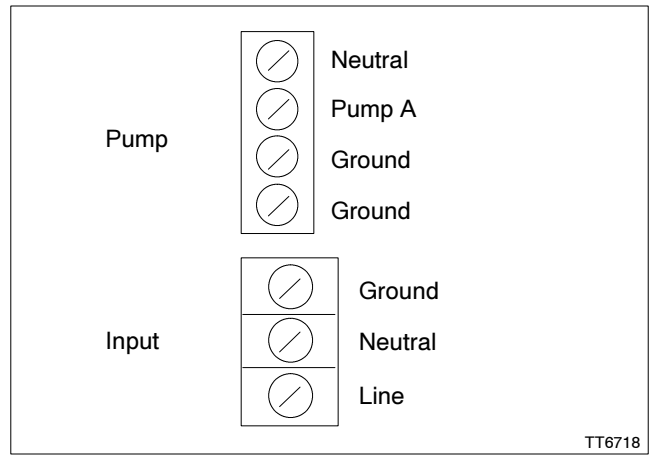 Pump
Neutral
Pump A
Ground
Ground
Input
Ground
Neutral
Line
TT6718